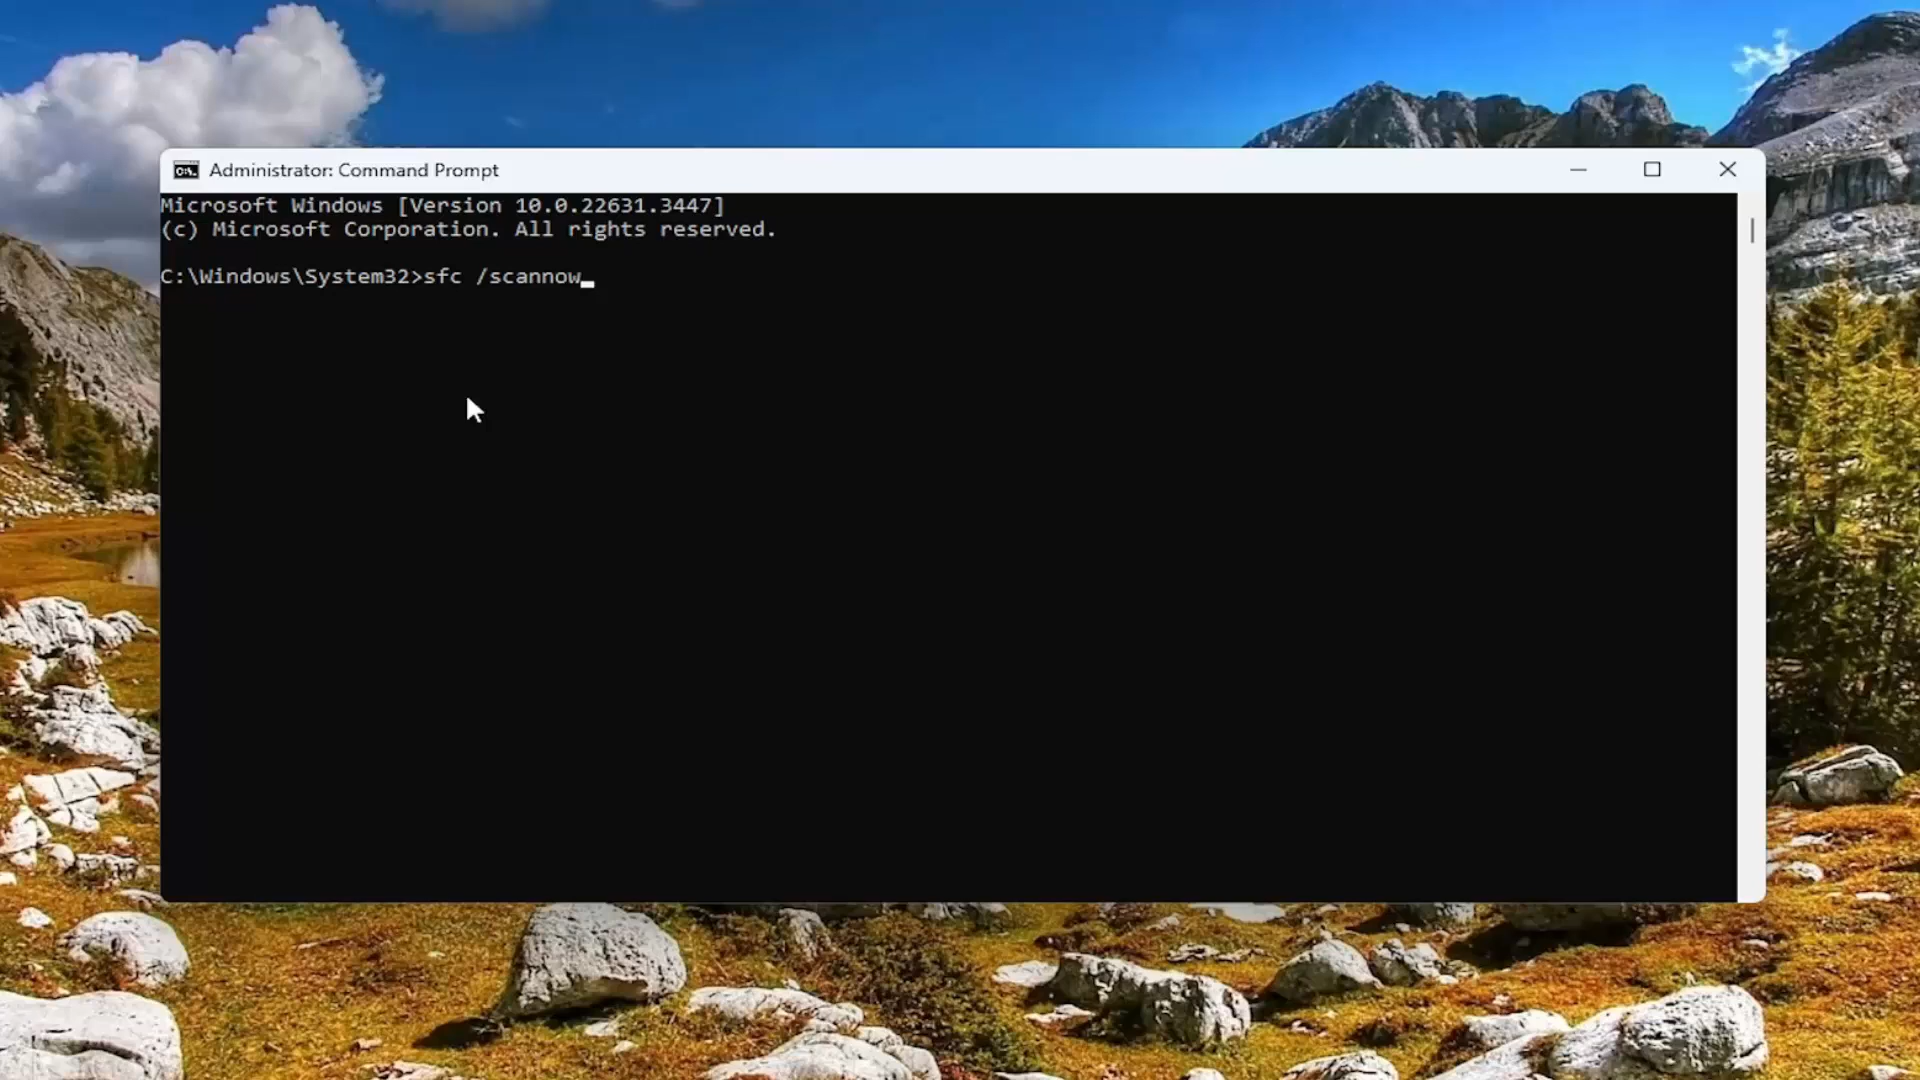 Administrator: Command Prompt
Microsoft Windows [Version 10.0.22631.3447]
(c) Microsoft Corporation. All rights reserved.
C:\Windows\System32>sfc /scannow